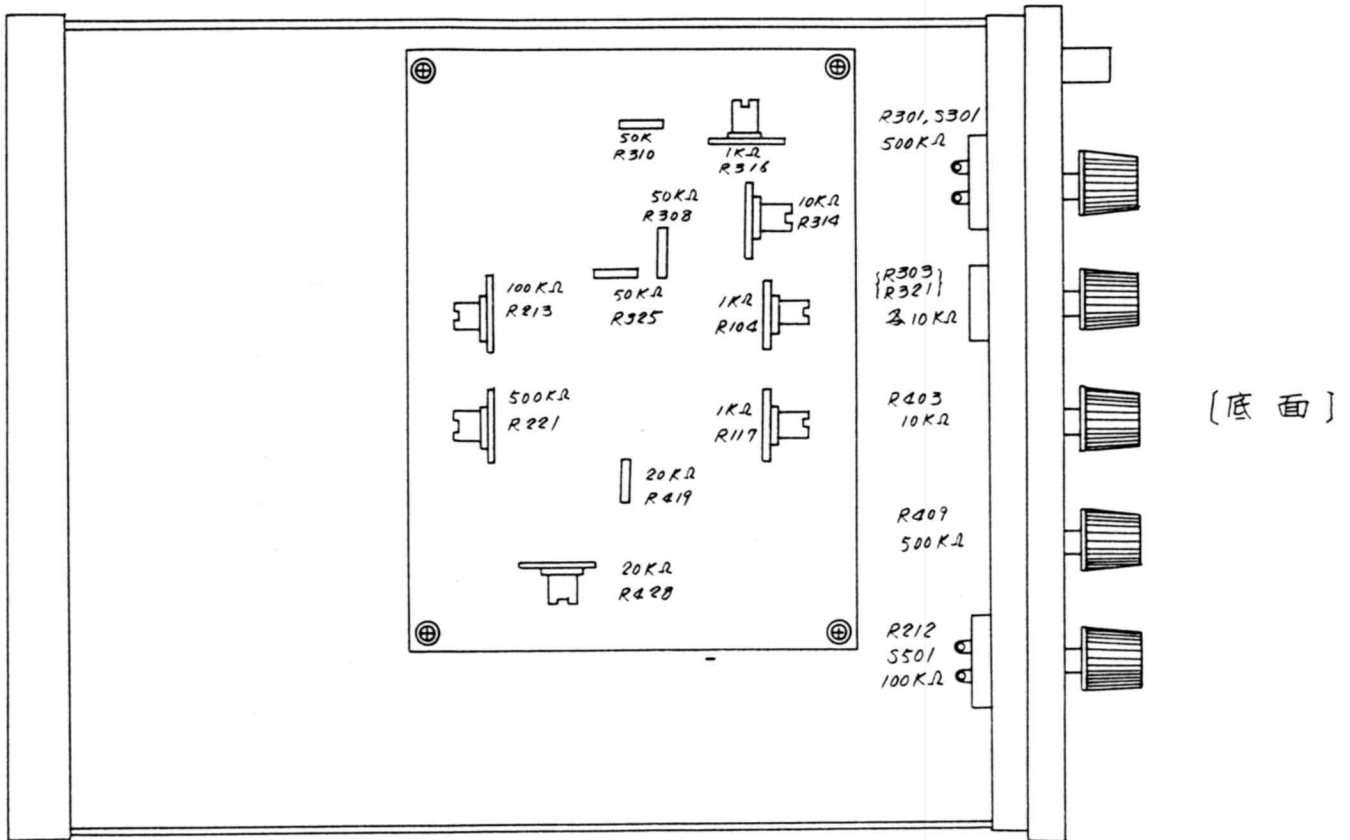 50K
R310
1KΩ
R316
50KΩ
R308
10KΩ
R314
100KΩ
R213
50KΩ
R325
1KΩ
R104
500KΩ
R221
1KΩ
R117
20KΩ
R419
20KΩ
R428
R301, S301
500KΩ
{R303}
{R321}
各10KΩ
R403
10KΩ
R409
500KΩ
R212
S501
100KΩ
[底面]